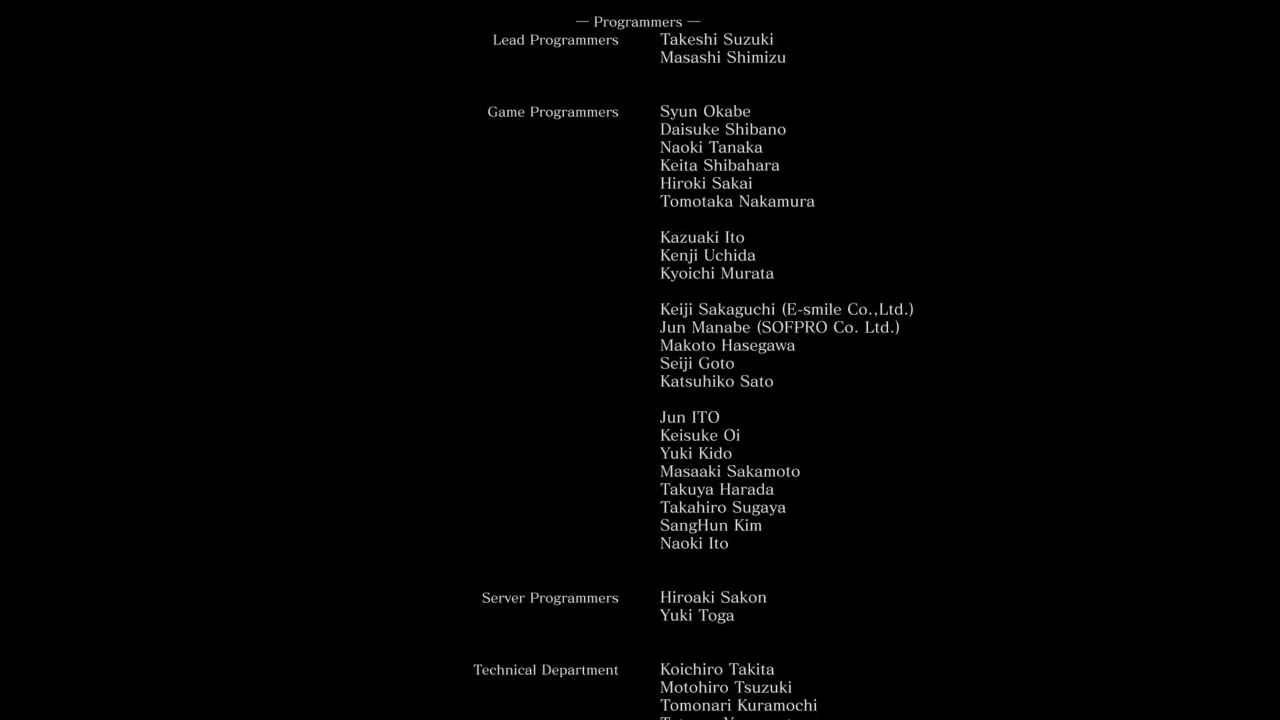 — Programmers —
Lead Programmers Takeshi Suzuki
Masashi Shimizu
Game Programmers Syun Okabe
Daisuke Shibano
Naoki Tanaka
Keita Shibahara
Hiroki Sakai
Tomotaka Nakamura
Kazuaki Ito
Kenji Uchida
Kyoichi Murata
Keiji Sakaguchi (E-smile Co.,Ltd.)
Jun Manabe (SOFPRO Co. Ltd.)
Makoto Hasegawa
Seiji Goto
Katsuhiko Sato
Jun ITO
Keisuke Oi
Yuki Kido
Masaaki Sakamoto
Takuya Harada
Takahiro Sugaya
SangHun Kim
Naoki Ito
Server Programmers Hiroaki Sakon
Yuki Toga
Technical Department Koichiro Takita
Motohiro Tsuzuki
Tomonari Kuramochi